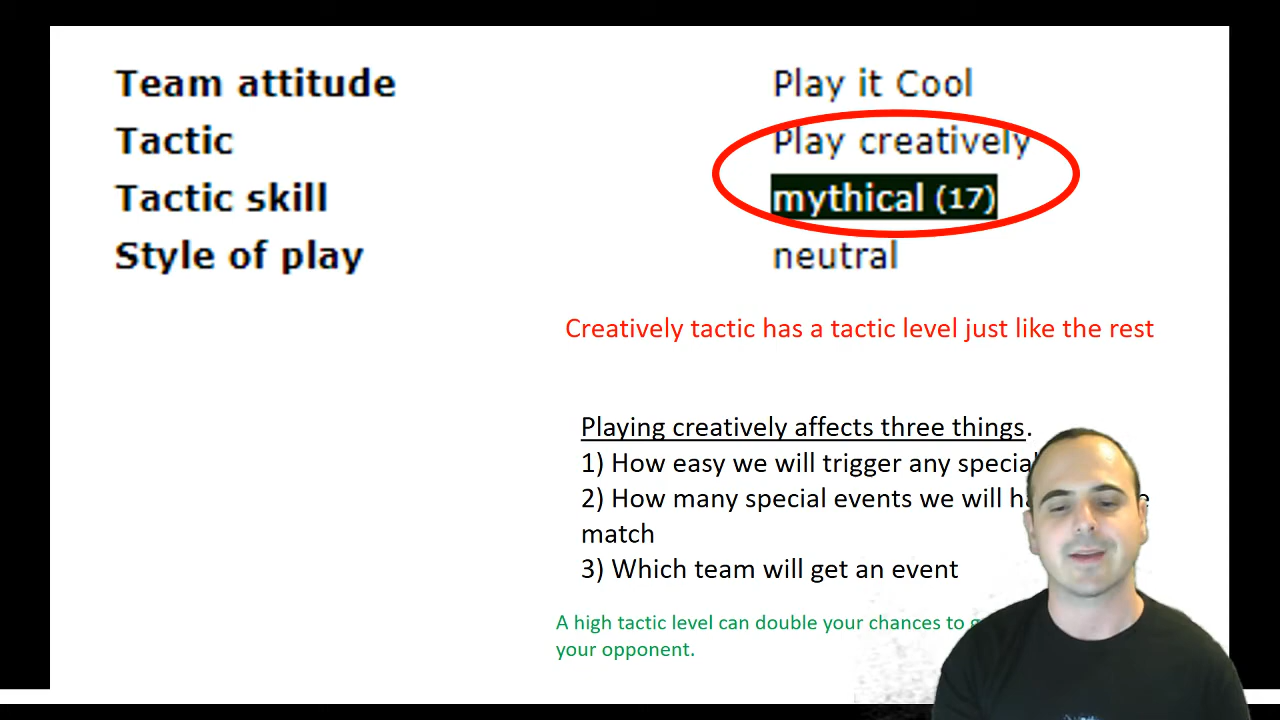 Team attitude Play it Cool
Tactic Play creatively
Tactic skill mythical (17)
Style of play neutral
Creatively tactic has a tactic level just like the rest
Playing creatively affects three things.
1) How easy we will trigger any special
2) How many special events we will
match
3) Which team will get an event
A high tactic level can double your chances to
your opponent.